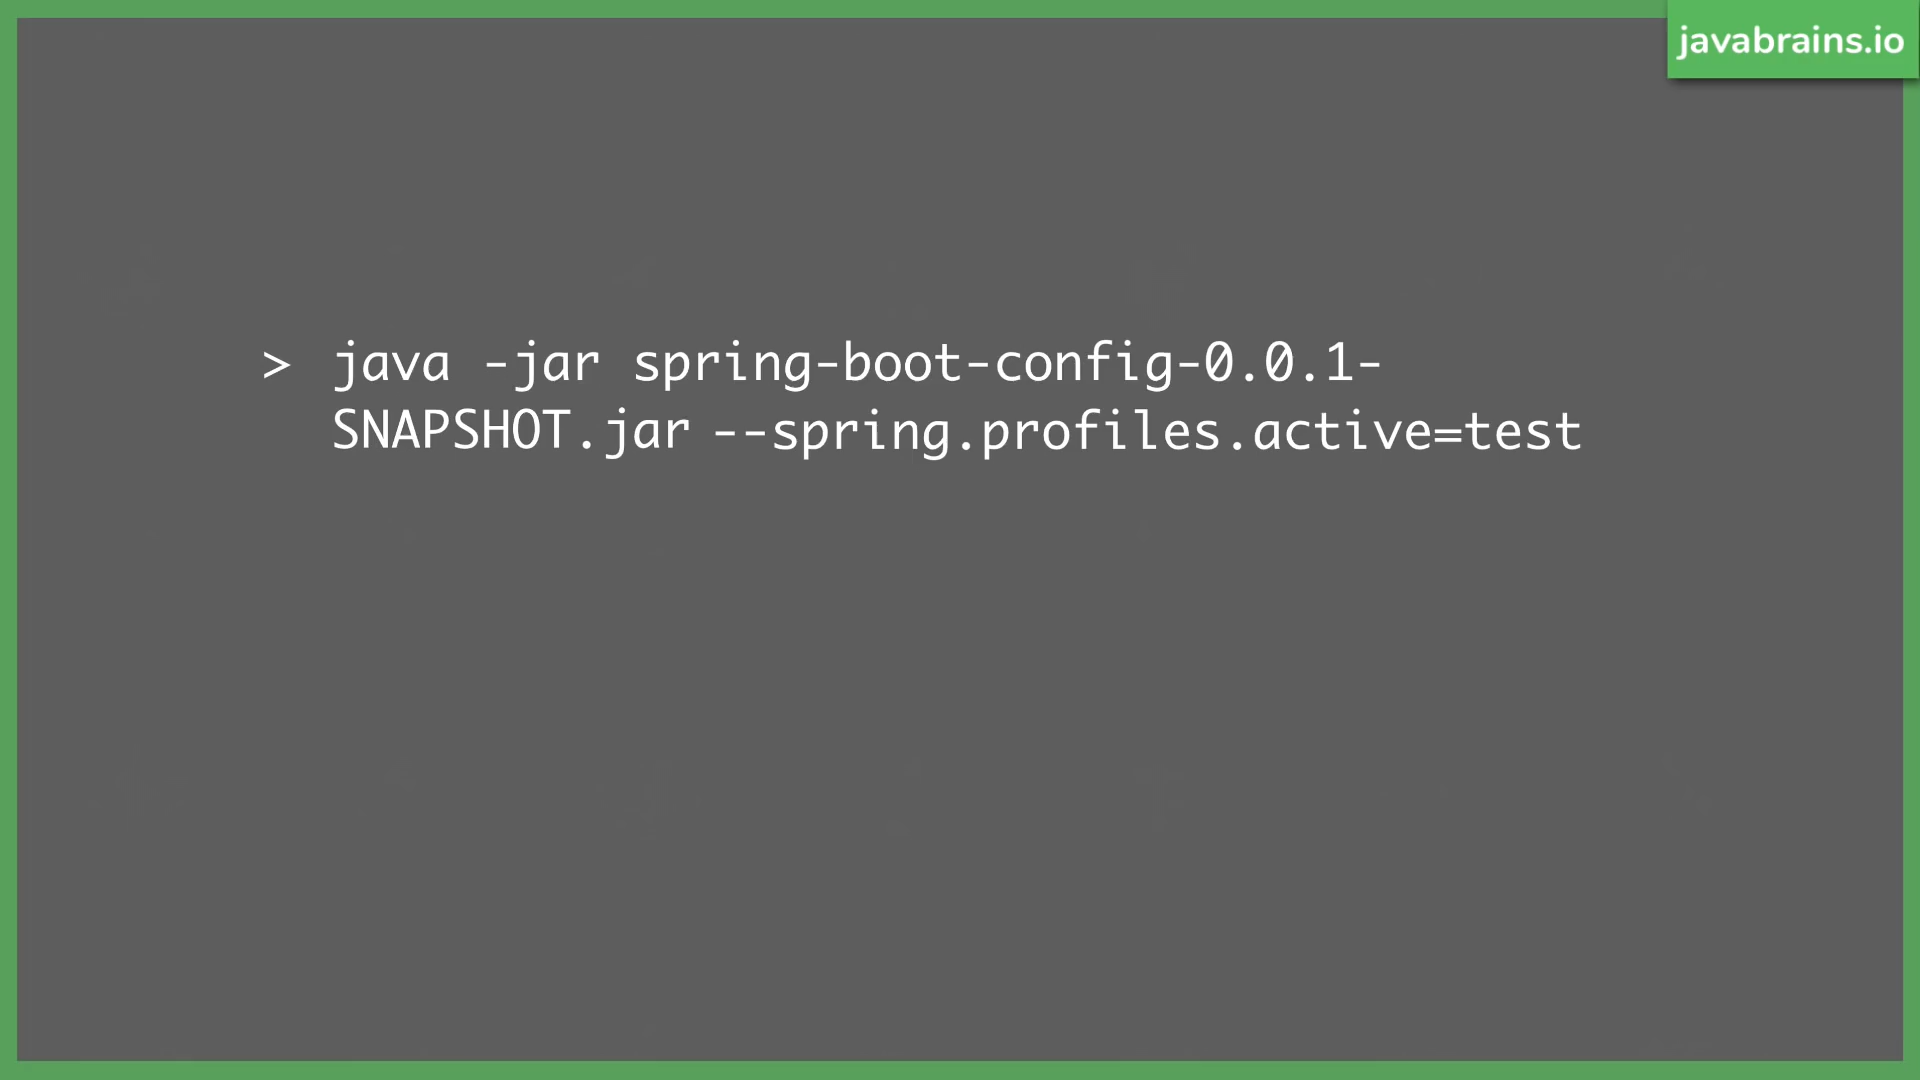 javabrains.io
> java -jar spring-boot-config-0.0.1-
SNAPSHOT.jar --spring.profiles.active=test